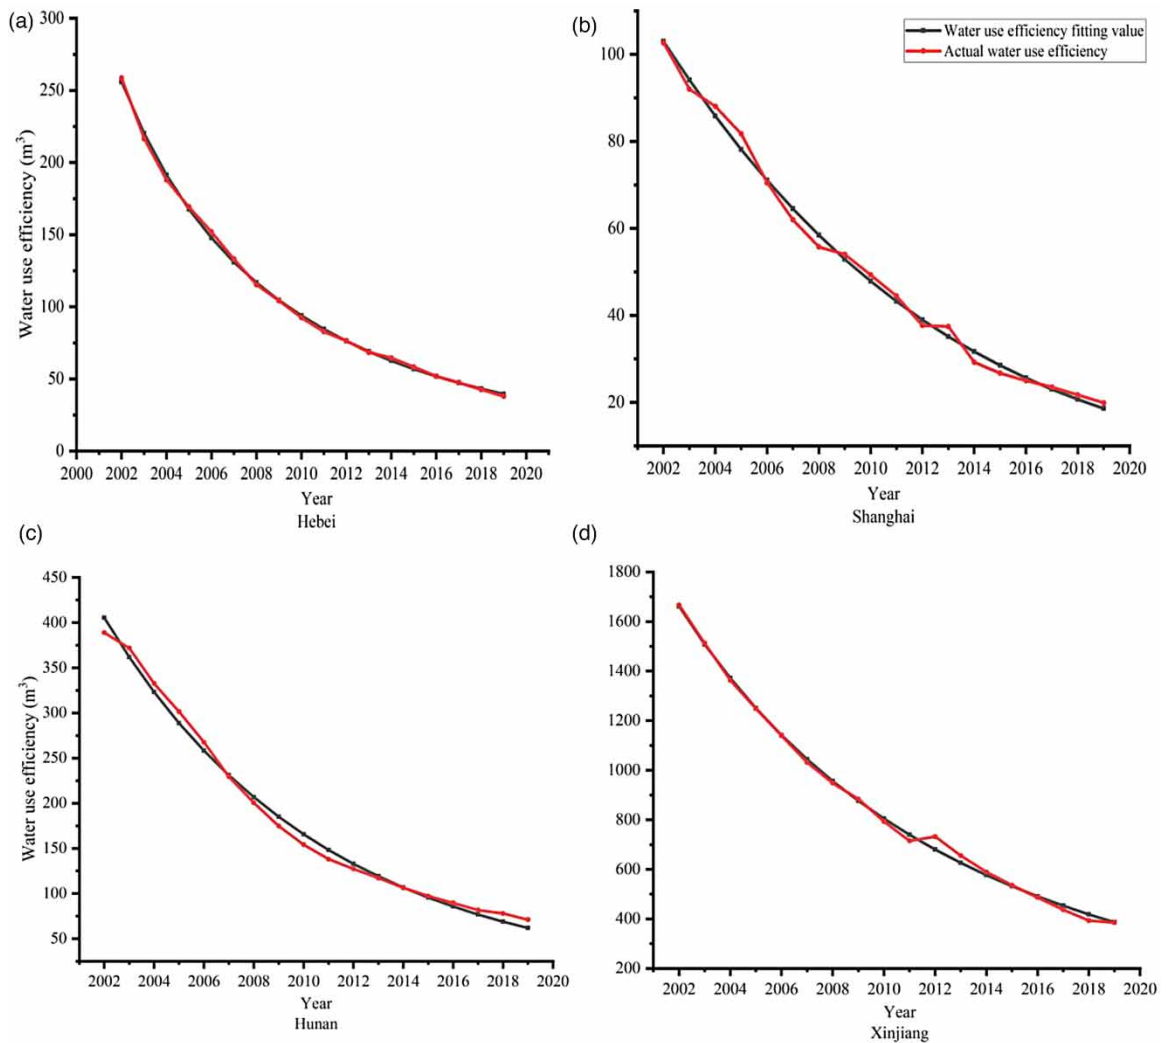 (a)
300
250
200
150
100
50
0
Water use efficiency (m³)
2000 2002 2004 2006 2008 2010 2012 2014 2016 2018 2020
Year
Hebei
(b)
Water use efficiency fitting value
Actual water use efficiency
100
80
60
40
20
2002 2004 2006 2008 2010 2012 2014 2016 2018 2020
Year
Shanghai
(c)
450
400
350
300
250
200
150
100
50
Water use efficiency (m³)
2002 2004 2006 2008 2010 2012 2014 2016 2018 2020
Year
Hunan
(d)
1800
1600
1400
1200
1000
800
600
400
200
2002 2004 2006 2008 2010 2012 2014 2016 2018 2020
Year
Xinjiang